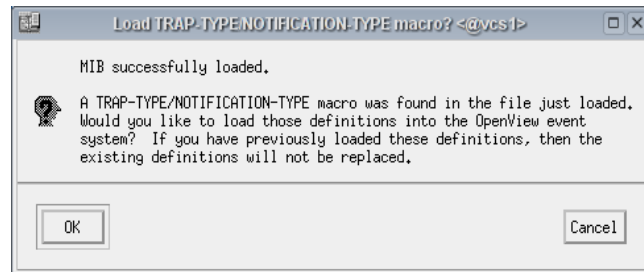 Load TRAP-TYPE/NOTIFICATION-TYPE macro? <@vcs1>
MIB successfully loaded.
A TRAP-TYPE/NOTIFICATION-TYPE macro was found in the file just loaded.
Would you like to load those definitions into the OpenView event
system?  If you have previously loaded these definitions, then the
existing definitions will not be replaced.
OK
Cancel